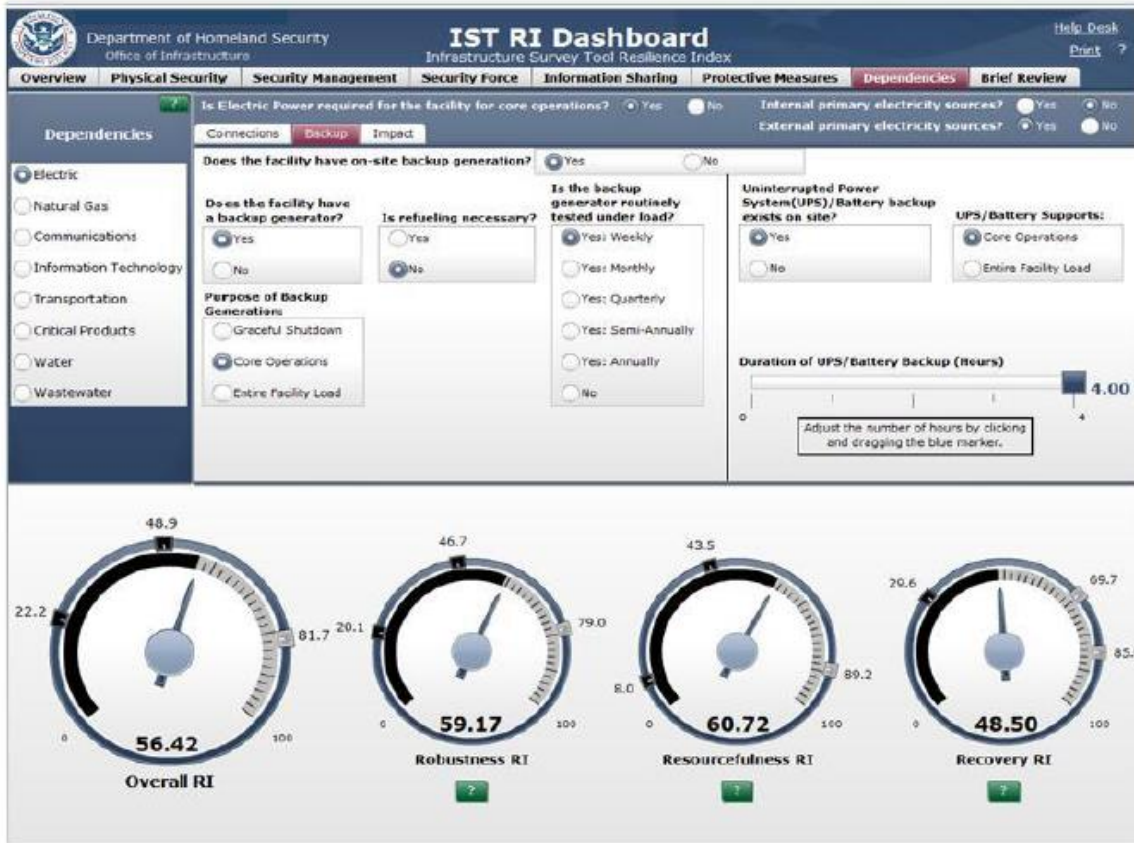 Department of Homeland Security
Office of Infrastructure
IST RI Dashboard
Infrastructure Survey Tool Resilience Index
Help Desk
Print ?
Overview Physical Security Security Management Security Force Information Sharing Protective Measures Dependencies Brief Review
?
Dependencies
Electric
Natural Gas
Communications
Information Technology
Transportation
Critical Products
Water
Wastewater
Is Electric Power required for the facility for core operations? Yes No
Internal primary electricity sources? Yes No
External primary electricity sources? Yes No
Connections Backup Impact
Does the facility have on-site backup generation? Yes No
Does the facility have
a backup generator?
Yes
No
Is refueling necessary?
Yes
No
Purpose of Backup
Generation:
Graceful Shutdown
Core Operations
Entire Facility Load
Is the backup
generator routinely
tested under load?
Yes: Weekly
Yes: Monthly
Yes: Quarterly
Yes: Semi-Annually
Yes: Annually
No
Uninterrupted Power
System(UPS)/Battery backup
exists on site?
Yes
No
UPS/Battery Supports:
Core Operations
Entire Facility Load
Duration of UPS/Battery Backup (Hours)
4.00
0 4
Adjust the number of hours by clicking
and dragging the blue marker.
22.2 48.9 81.7
0 100
56.42
Overall RI
20.1 46.7 79.0
0 100
59.17
Robustness RI
?
8.0 43.5 89.2
0 100
60.72
Resourcefulness RI
?
29.6 69.7
0 100
48.50
Recovery RI
?